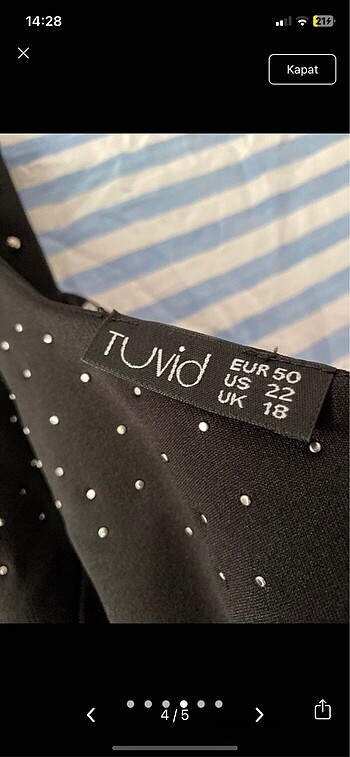 14:28
21
Kapat
TUVid
EUR 50
US 22
UK 18
4/5